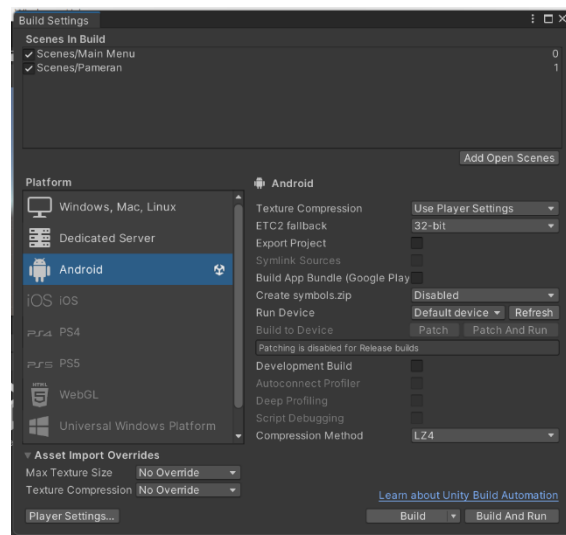 Build Settings
Scenes In Build
Scenes/Main Menu 0
Scenes/Pameran 1
Add Open Scenes
Platform
Windows, Mac, Linux
Dedicated Server
Android
iOS iOS
PS4 PS4
PS5 PS5
HTML 5 WebGL
Universal Windows Platform
Android
Texture Compression Use Player Settings
ETC2 fallback 32-bit
Export Project
Symlink Sources
Build App Bundle (Google Play
Create symbols.zip Disabled
Run Device Default device Refresh
Build to Device Patch Patch And Run
Patching is disabled for Release builds
Development Build
Autoconnect Profiler
Deep Profiling
Script Debugging
Compression Method LZ4
Asset Import Overrides
Max Texture Size No Override
Texture Compression No Override
Learn about Unity Build Automation
Player Settings... Build Build And Run